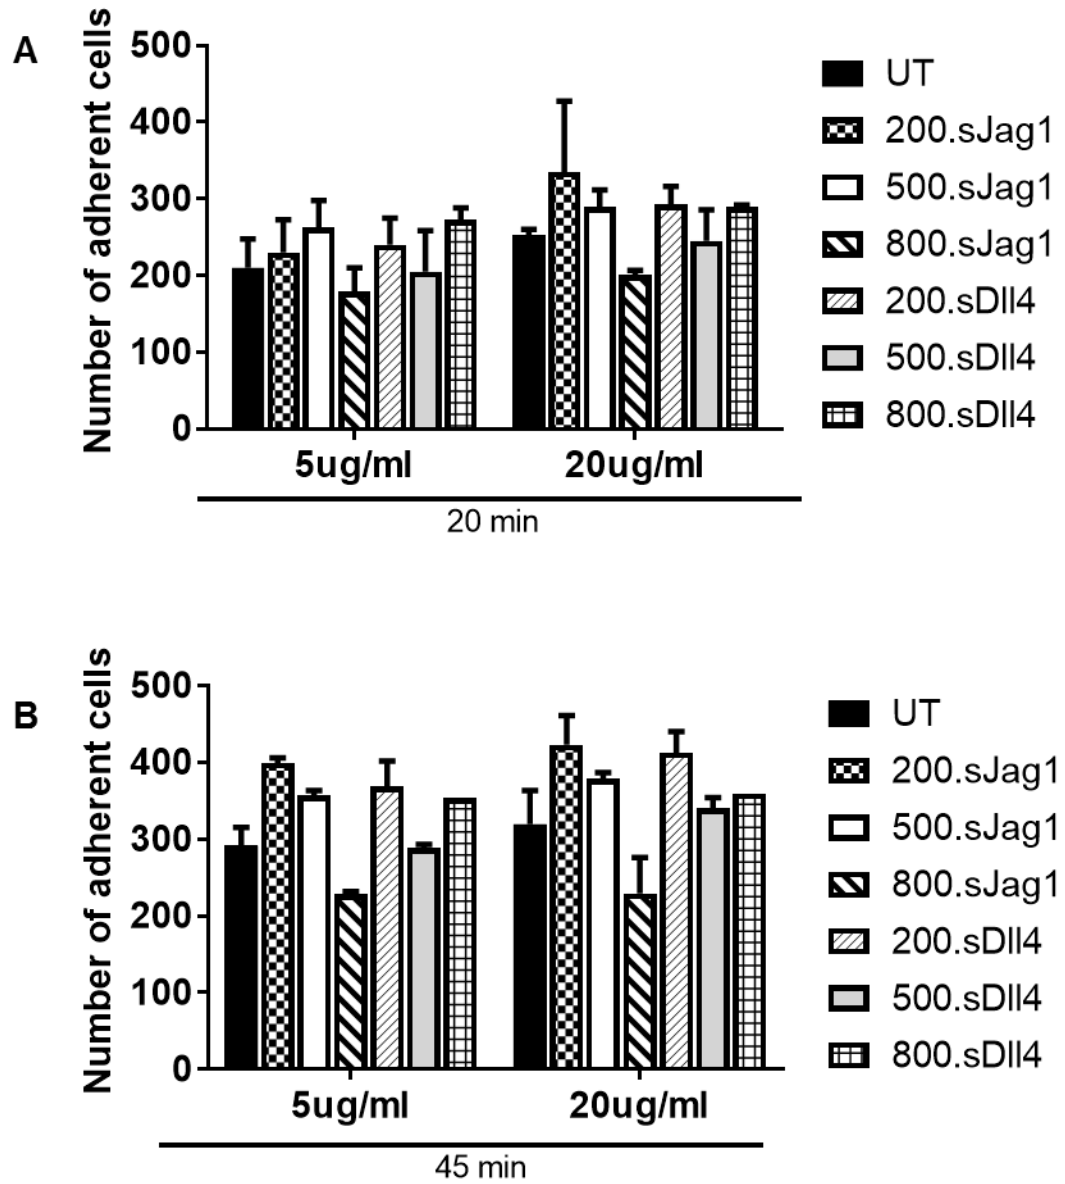 A
Number of adherent cells
500
400
300
200
100
0
5ug/ml 20ug/ml
20 min
UT
200.sJag1
500.sJag1
800.sJag1
200.sDll4
500.sDll4
800.sDll4
B
Number of adherent cells
500
400
300
200
100
0
5ug/ml 20ug/ml
45 min
UT
200.sJag1
500.sJag1
800.sJag1
200.sDll4
500.sDll4
800.sDll4